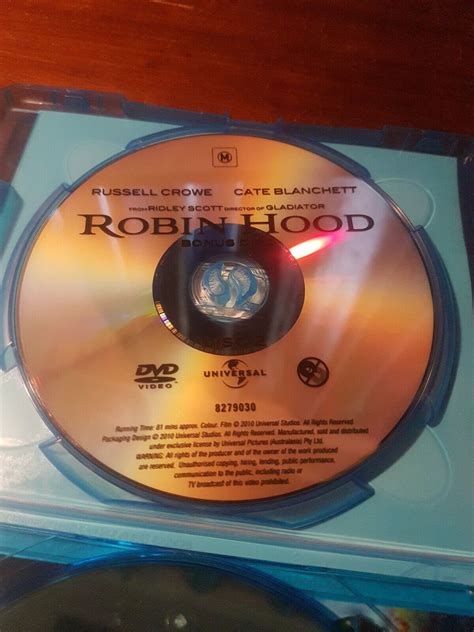 M
RUSSELL CROWE CATE BLANCHETT
FROM RIDLEY SCOTT DIRECTOR OF GLADIATOR
ROBIN HOOD
BONUS
DISC 2
DVD
VIDEO
UNIVERSAL
8279030
Running Time: 81 mins approx. Colour. Film © 2010 Universal Studios. All Rights Reserved.
Packaging Design © 2010 Universal Studios. All Rights Reserved. Manufactured, sold and distributed
under exclusive license by Universal Pictures (Australasia) Pty Ltd.
WARNING: All rights of the producer and of the owner of the work produced
are reserved. Unauthorised copying, hiring, lending, public performance,
communication to the public, including radio or
TV broadcast of this video prohibited.